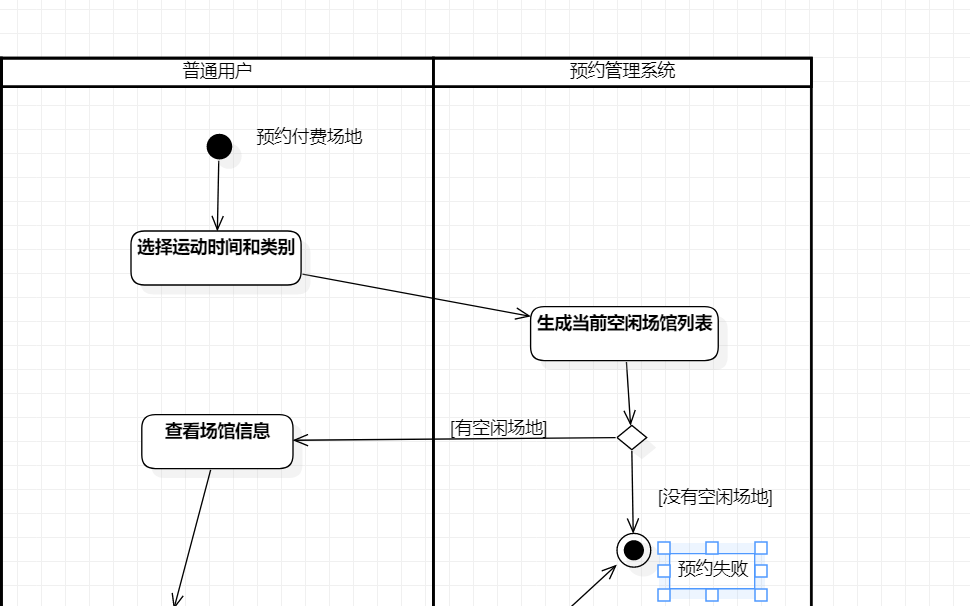 普通用户
预约管理系统
预约付费场地
选择运动时间和类别
生成当前空闲场馆列表
[有空闲场地]
查看场馆信息
[没有空闲场地]
预约失败